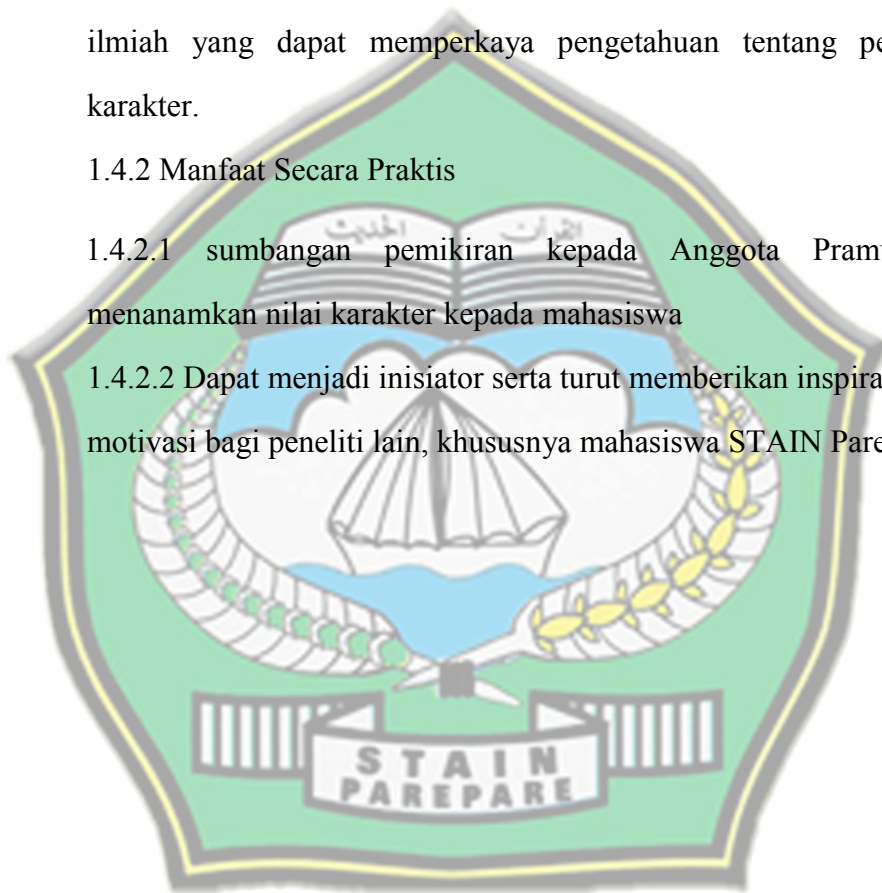 ilmiah yang dapat memperkaya pengetahuan tentang pe
karakter.
1.4.2 Manfaat Secara Praktis
الحديث القرآن
1.4.2.1 sumbangan pemikiran kepada Anggota Pram
menanamkan nilai karakter kepada mahasiswa
1.4.2.2 Dapat menjadi inisiator serta turut memberikan inspira
motivasi bagi peneliti lain, khususnya mahasiswa STAIN Pare
STAIN
PAREPARE